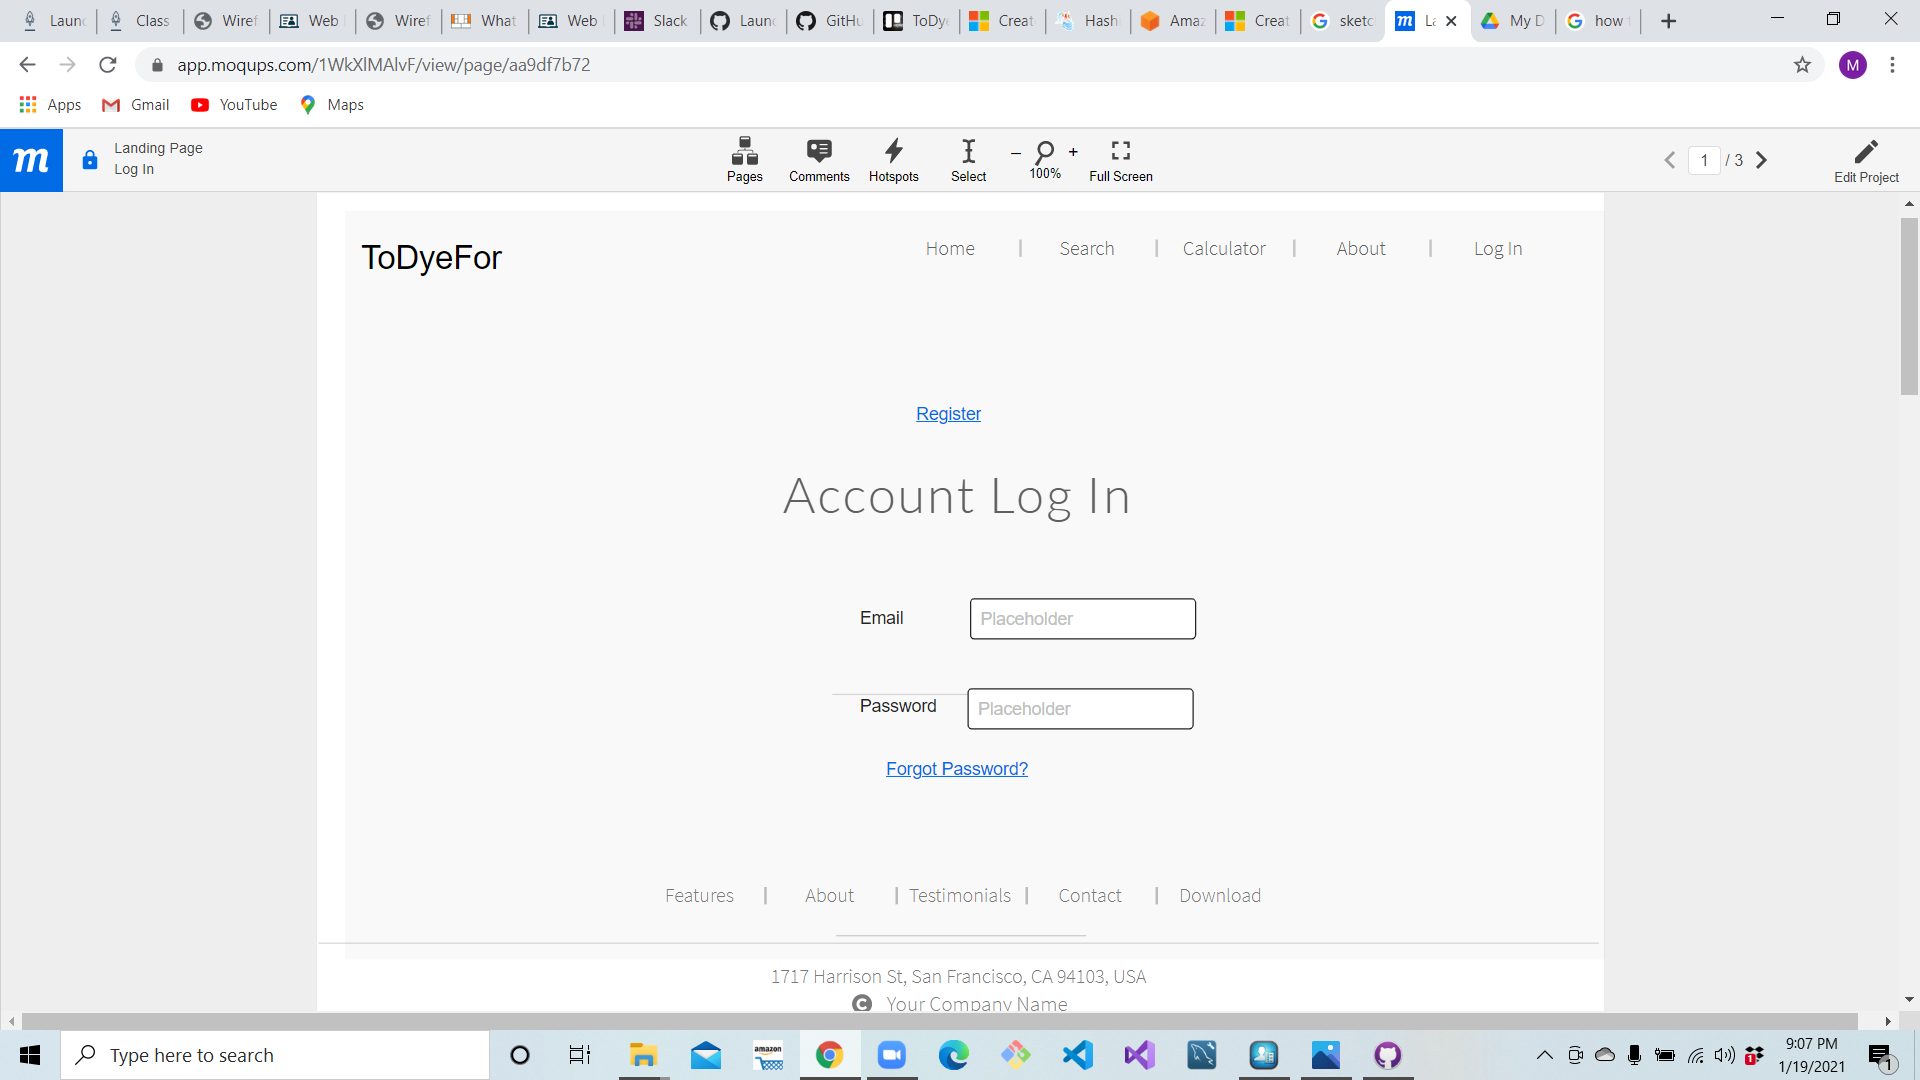 Launc Class Wiref Web Wiref What Web Slack Launc GitHu ToDye Creat Hash Amaz Creat sketc La My D how
app.moqups.com/1WkXlMAlvF/view/page/aa9df7b72 M
Apps Gmail YouTube Maps
m Landing Page
Log In
Pages Comments Hotspots Select – 100% + Full Screen
1 / 3 Edit Project
ToDyeFor Home | Search | Calculator | About | Log In
Register
Account Log In
Email Placeholder
Password Placeholder
Forgot Password?
Features | About | Testimonials | Contact | Download
1717 Harrison St, San Francisco, CA 94103, USA
© Your Company Name
Type here to search amazon 1 9:07 PM
1/19/2021 1